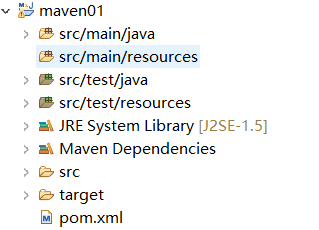 maven01
src/main/java
src/main/resources
src/test/java
src/test/resources
JRE System Library [J2SE-1.5]
Maven Dependencies
src
target
pom.xml